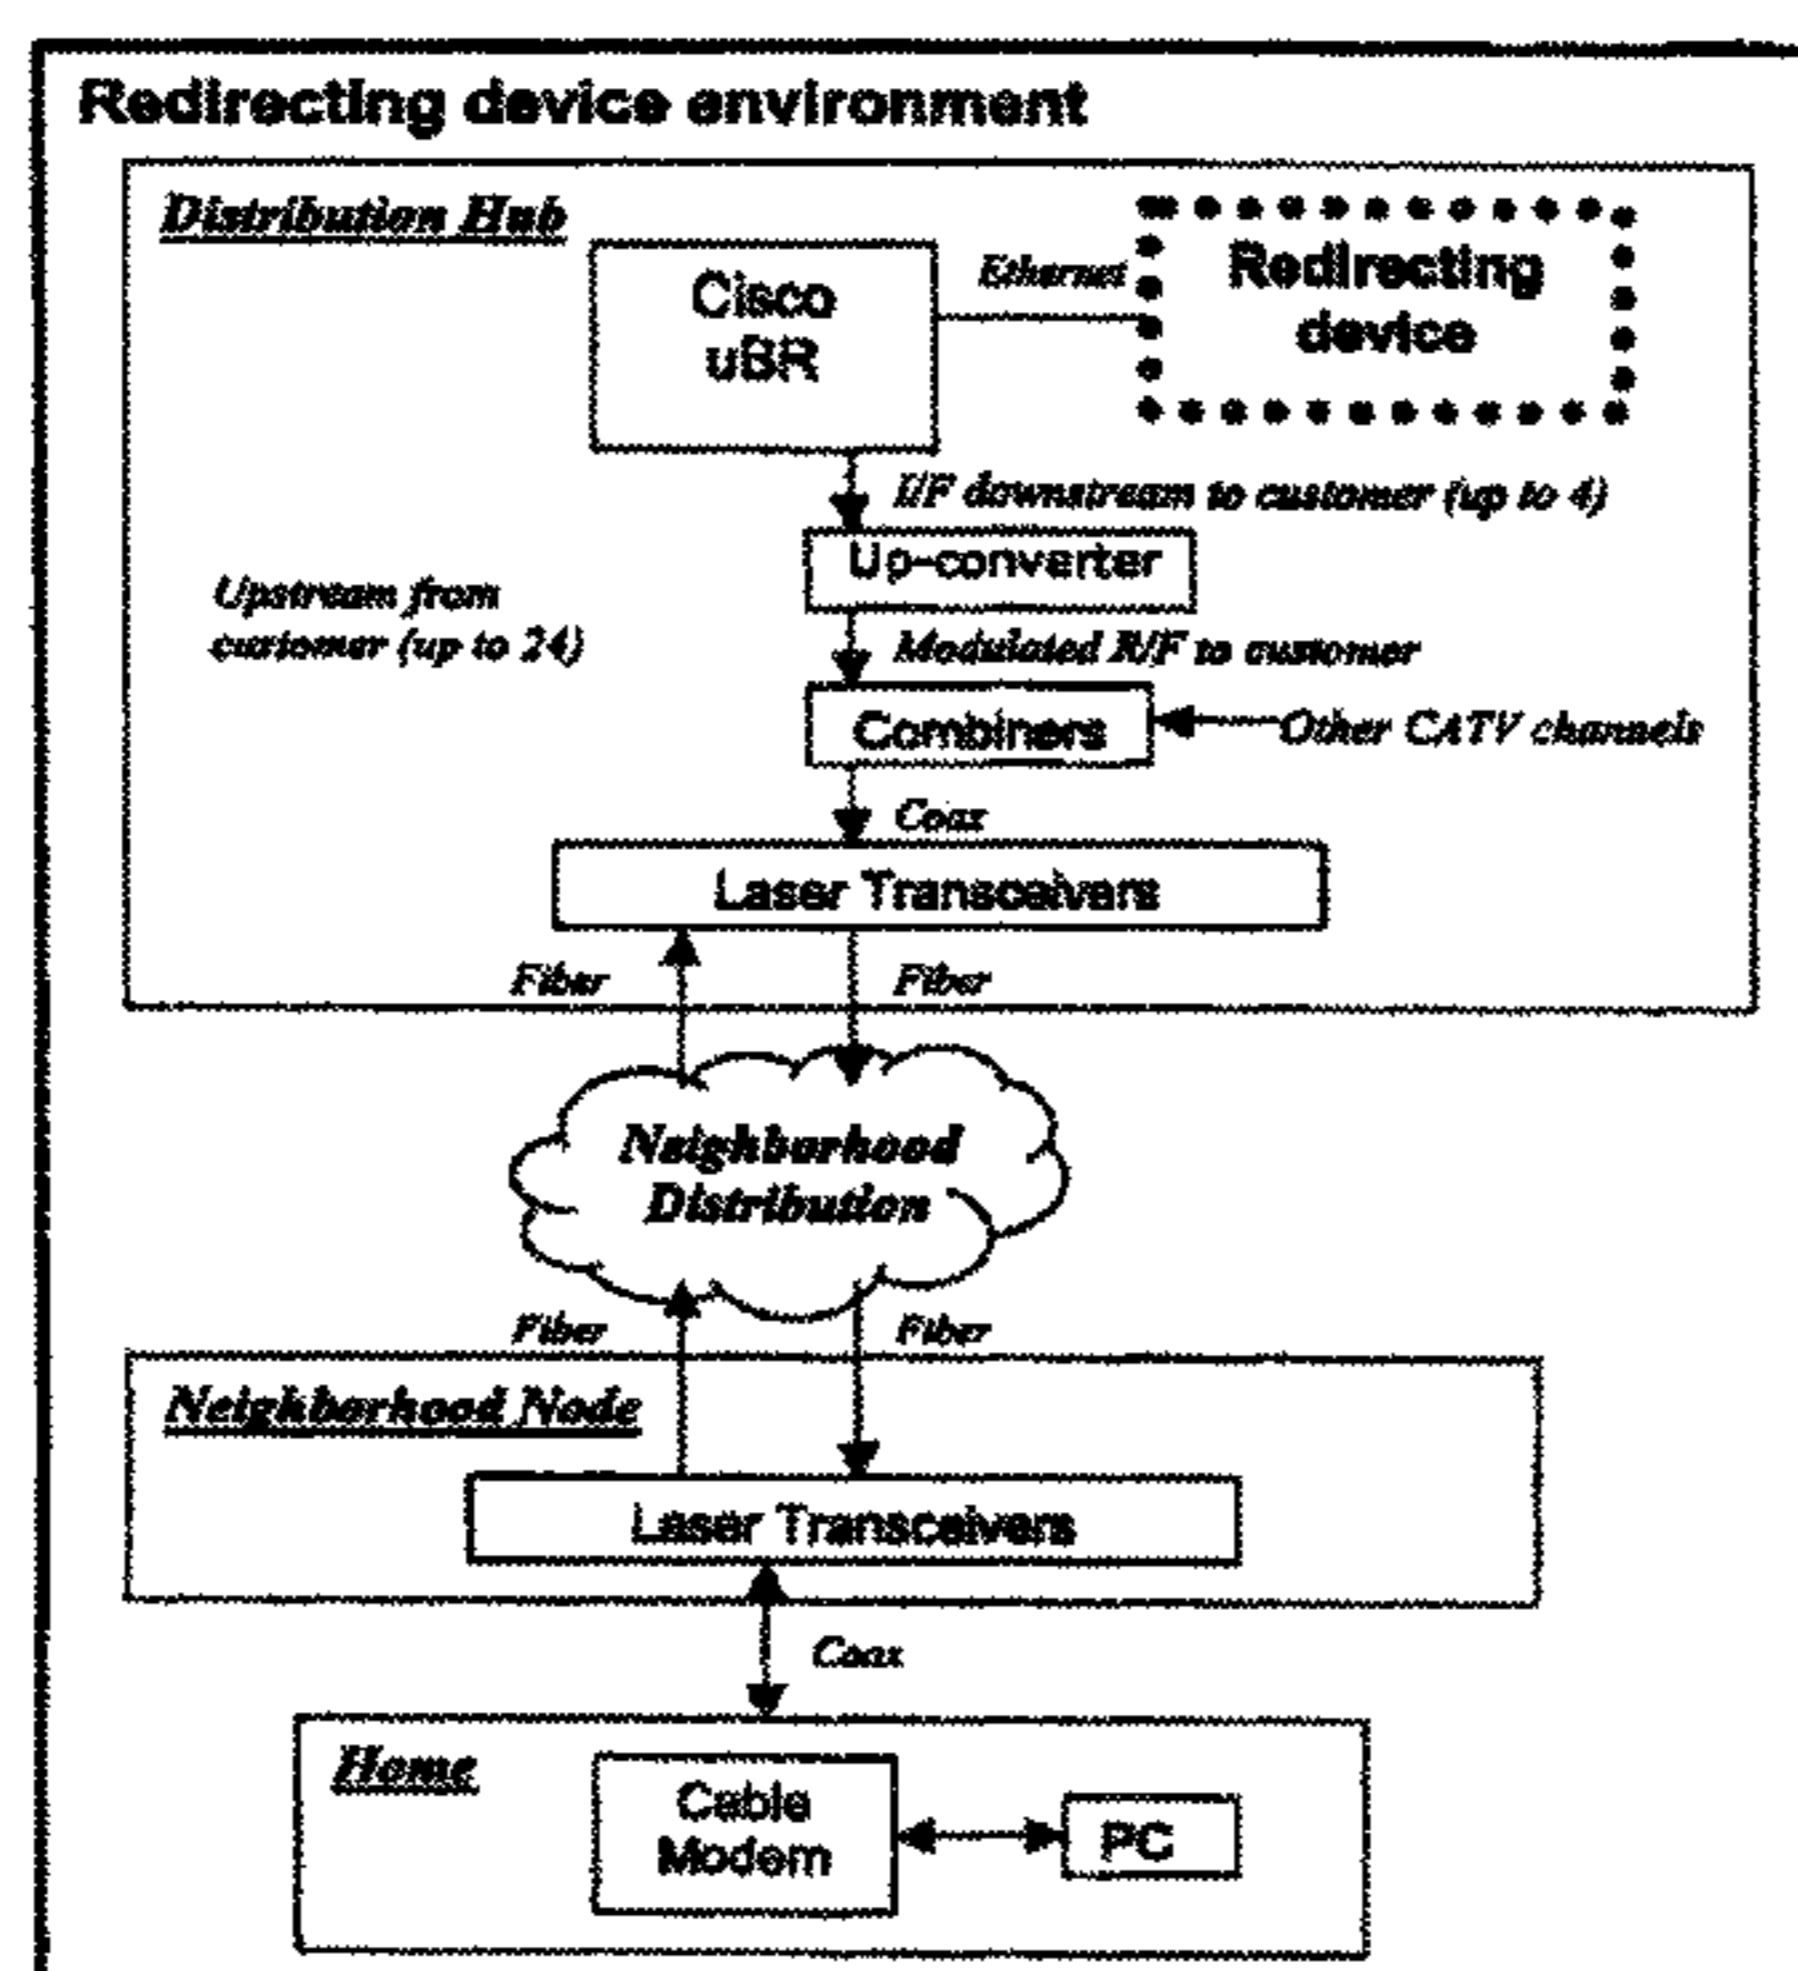 Redirecting device environment
Distribution Hub
Cisco
uBR
Ethernet
Redirecting
device
I/F downstream to customer (up to 4)
Up-converter
Upstream from
customer (up to 24)
Modulated R/F to customer
Combiners
Other CATV channels
Coax
Laser Transceivers
Fiber
Fiber
Neighborhood
Distribution
Fiber
Fiber
Neighborhood Node
Laser Transceivers
Coax
Home
Cable
Modem
PC